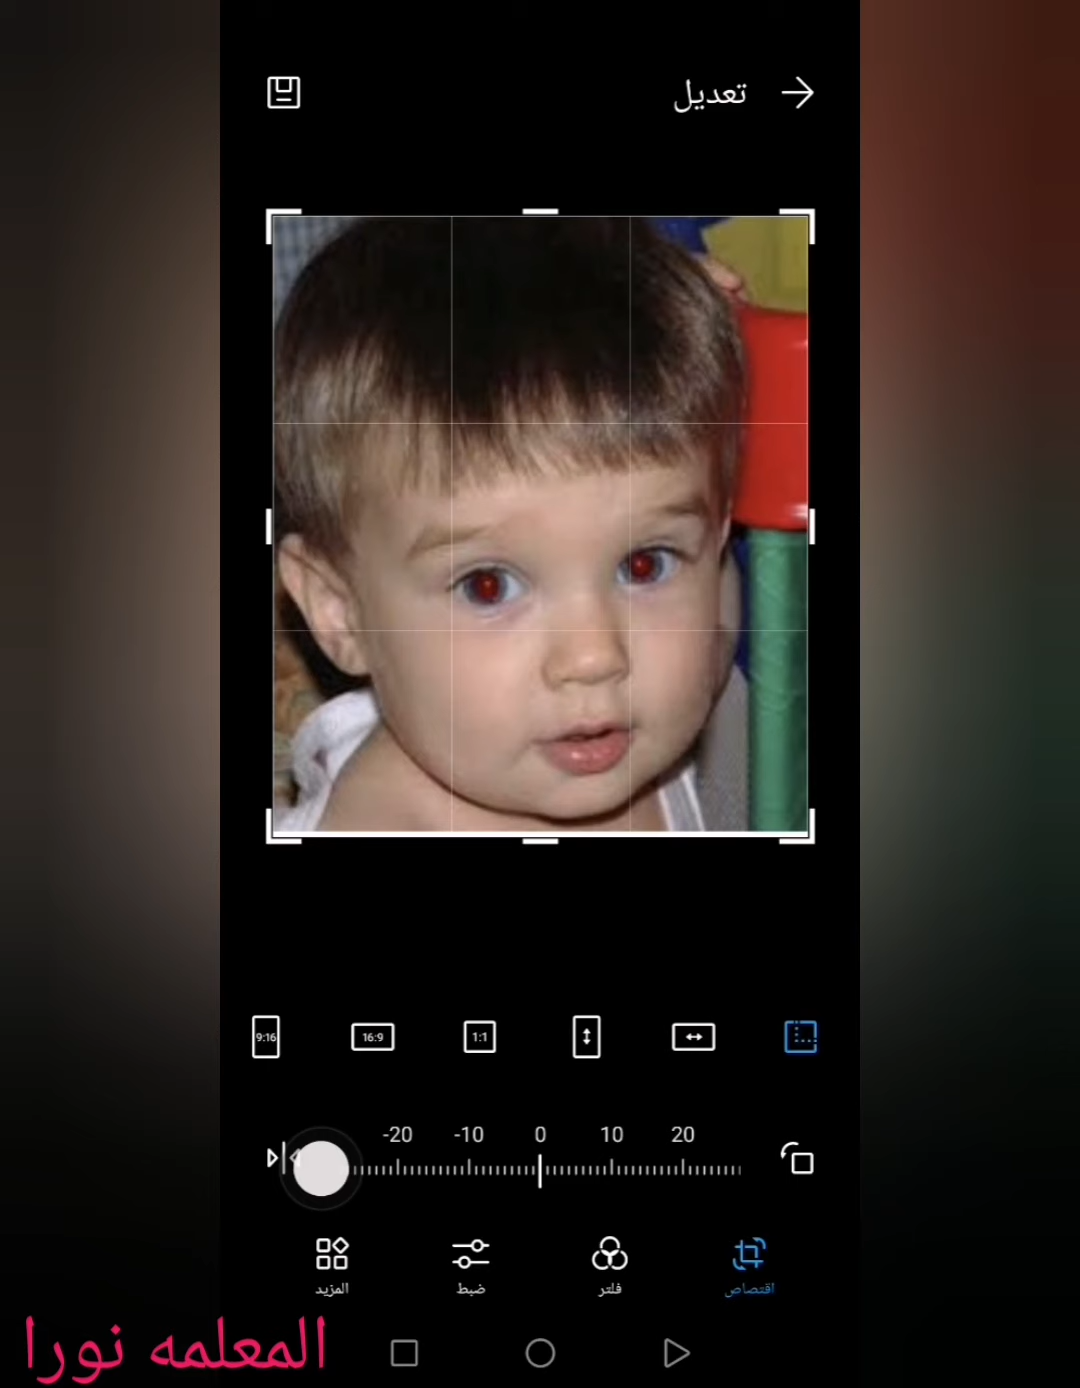 تعديل
9:16 16:9 1:1
-20 -10 0 10 20
اقتصاص فلتر ضبط المزيد
المعلمه نورا